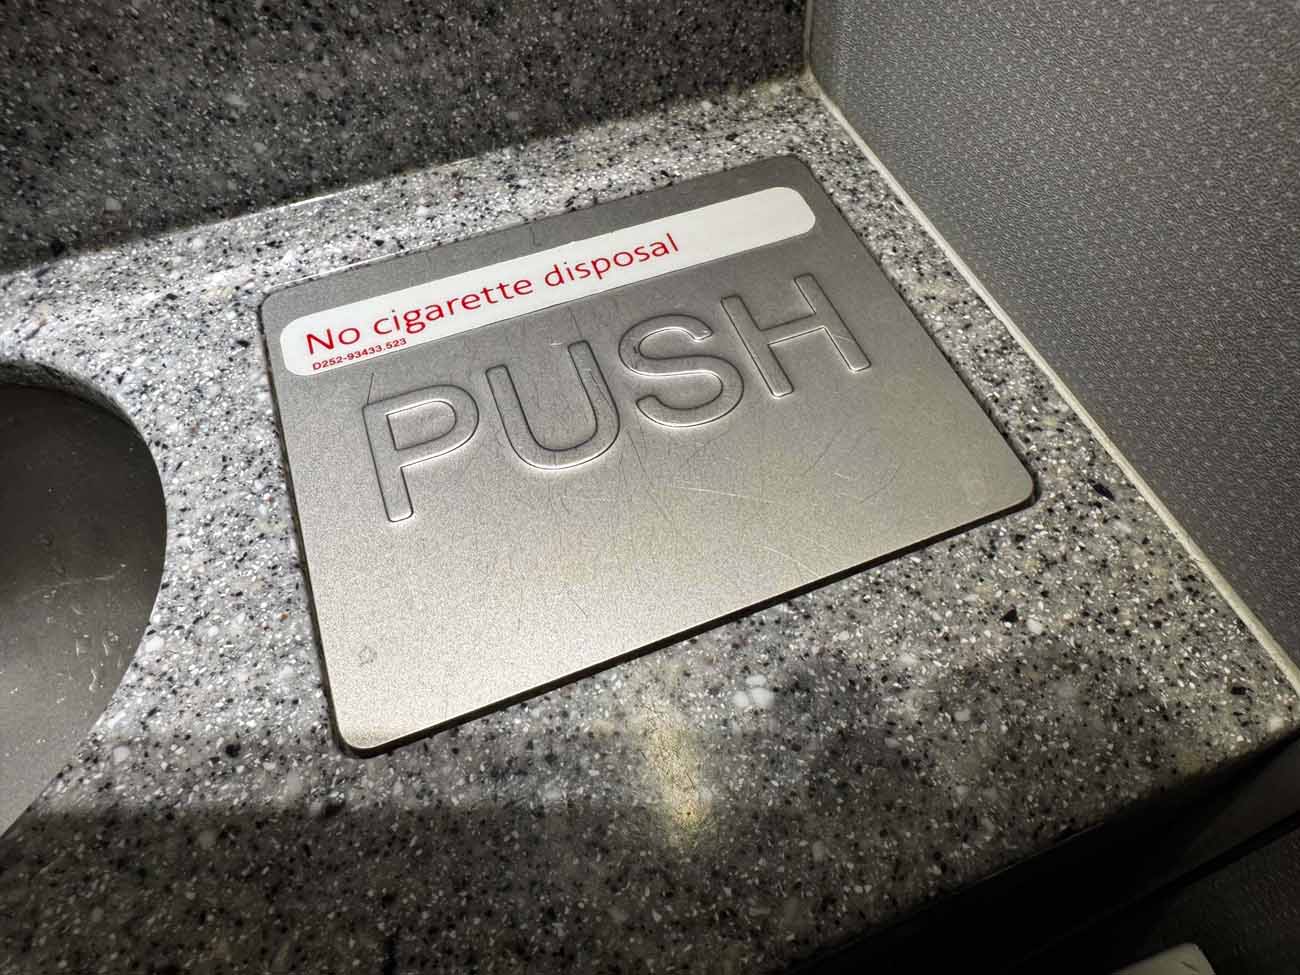 No cigarette disposal
D252-93433.523
PUSH